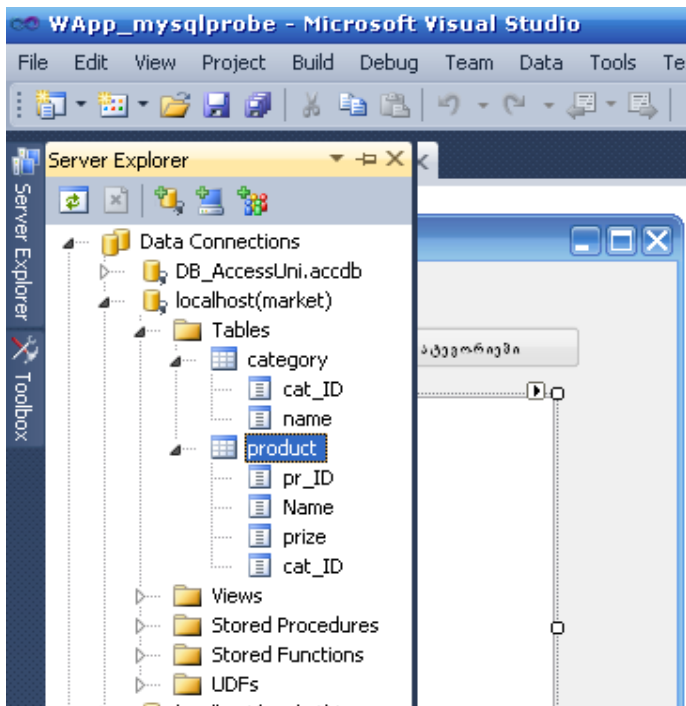 WApp_mysqlprobe - Microsoft Visual Studio
File Edit View Project Build Debug Team Data Tools Te
Server Explorer
Server Explorer
Toolbox
Data Connections
DB_AccessUni.accdb
localhost(market)
Tables
category
cat_ID
name
product
pr_ID
Name
prize
cat_ID
Views
Stored Procedures
Stored Functions
UDFs
ატეგორიები